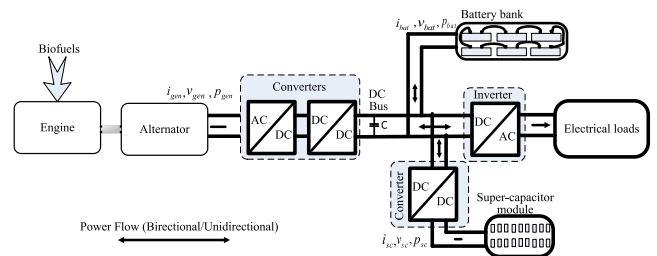 Battery bank
i_bat, v_bat, p_bat
Biofuels
i_gen, v_gen, p_gen
Converters
DC
Bus
Inverter
Engine
Alternator
AC
DC
DC
DC
C
DC
AC
Electrical loads
Converter
DC
DC
Super-capacitor
module
Power Flow (Birectional/Unidirectional)
i_sc, v_sc, p_sc